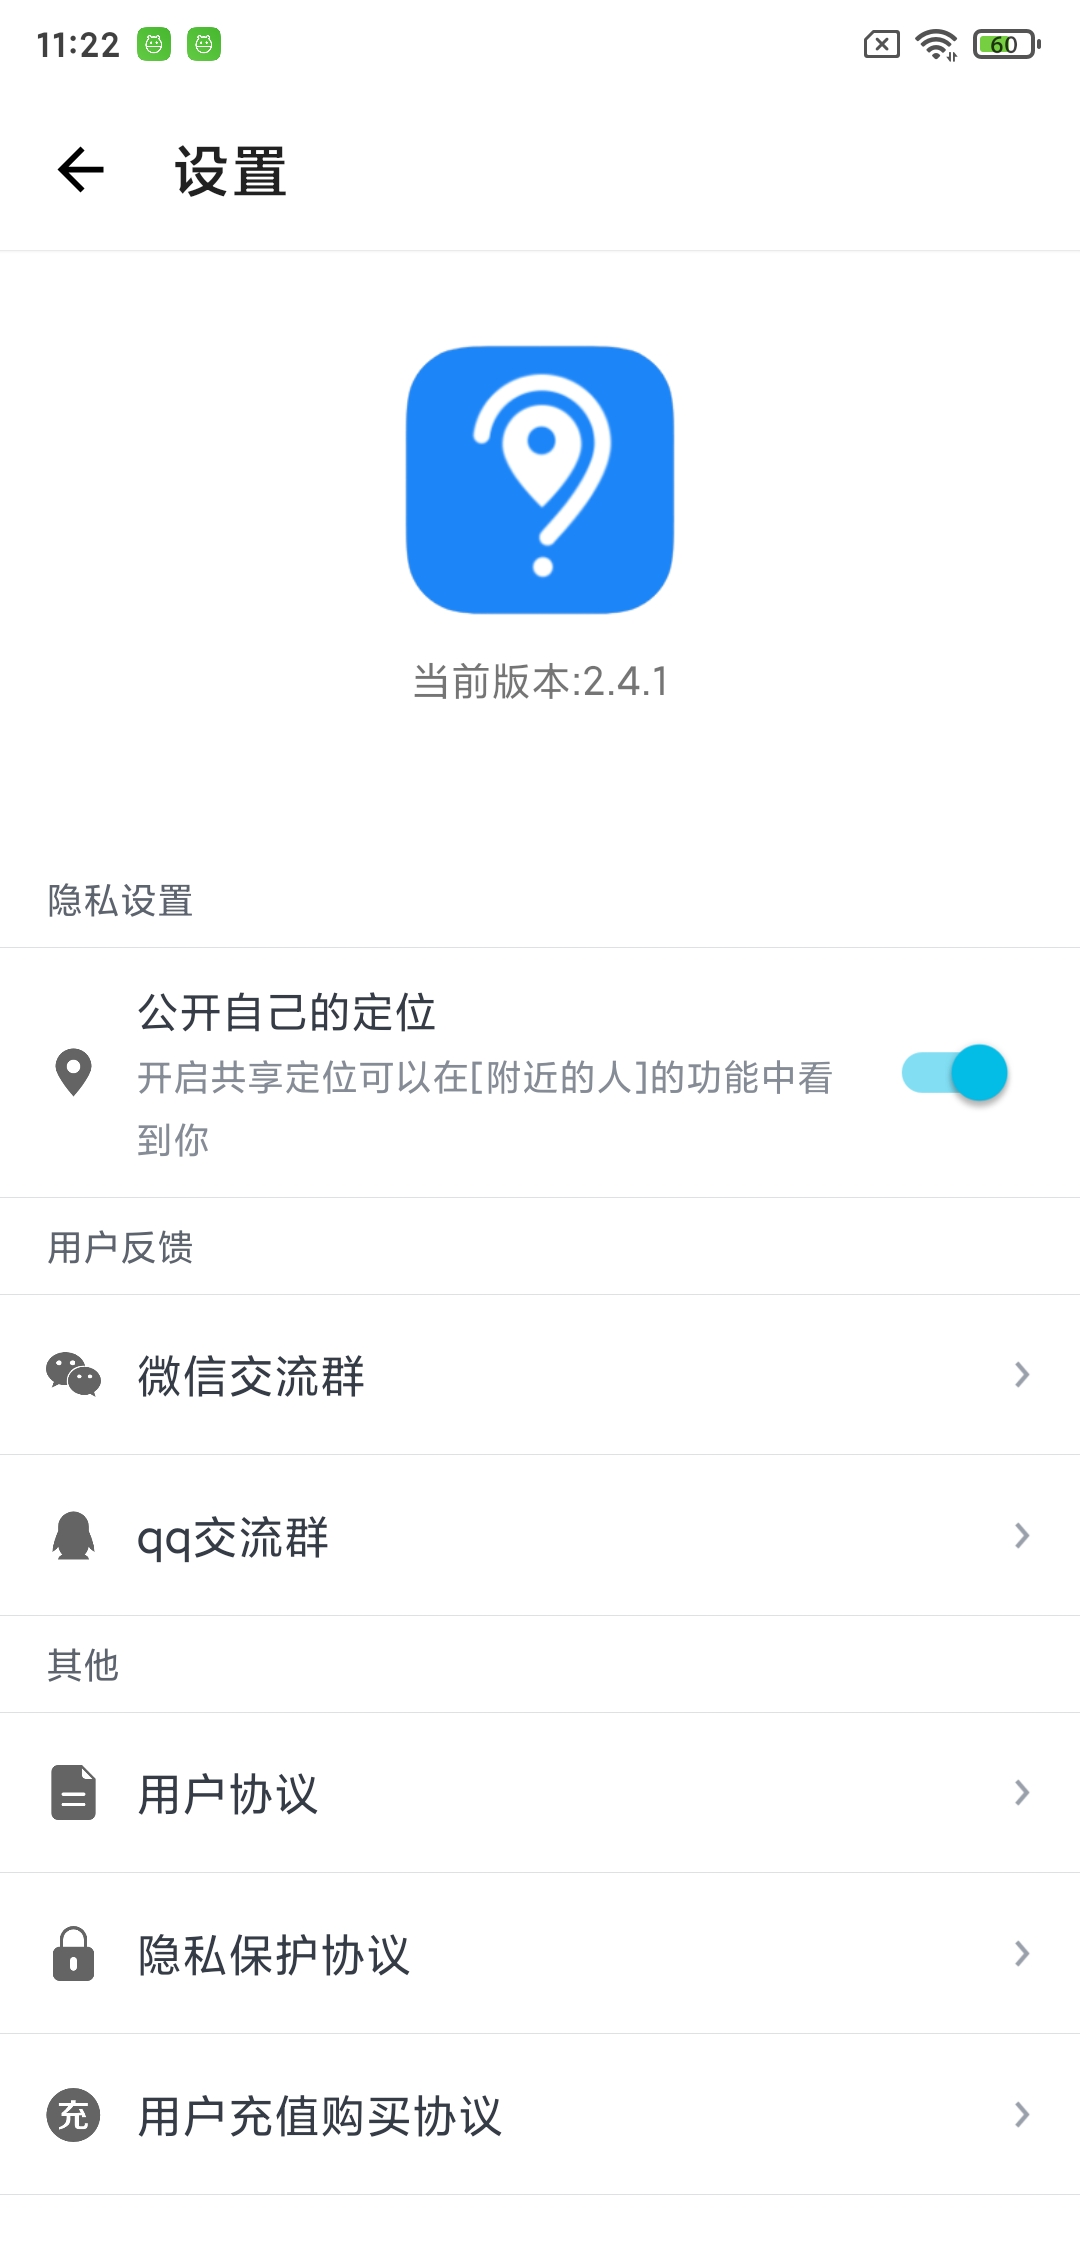 11:22
60
设置
当前版本:2.4.1
隐私设置
公开自己的定位
开启共享定位可以在[附近的人]的功能中看
到你
用户反馈
微信交流群
qq交流群
其他
用户协议
隐私保护协议
充 用户充值购买协议